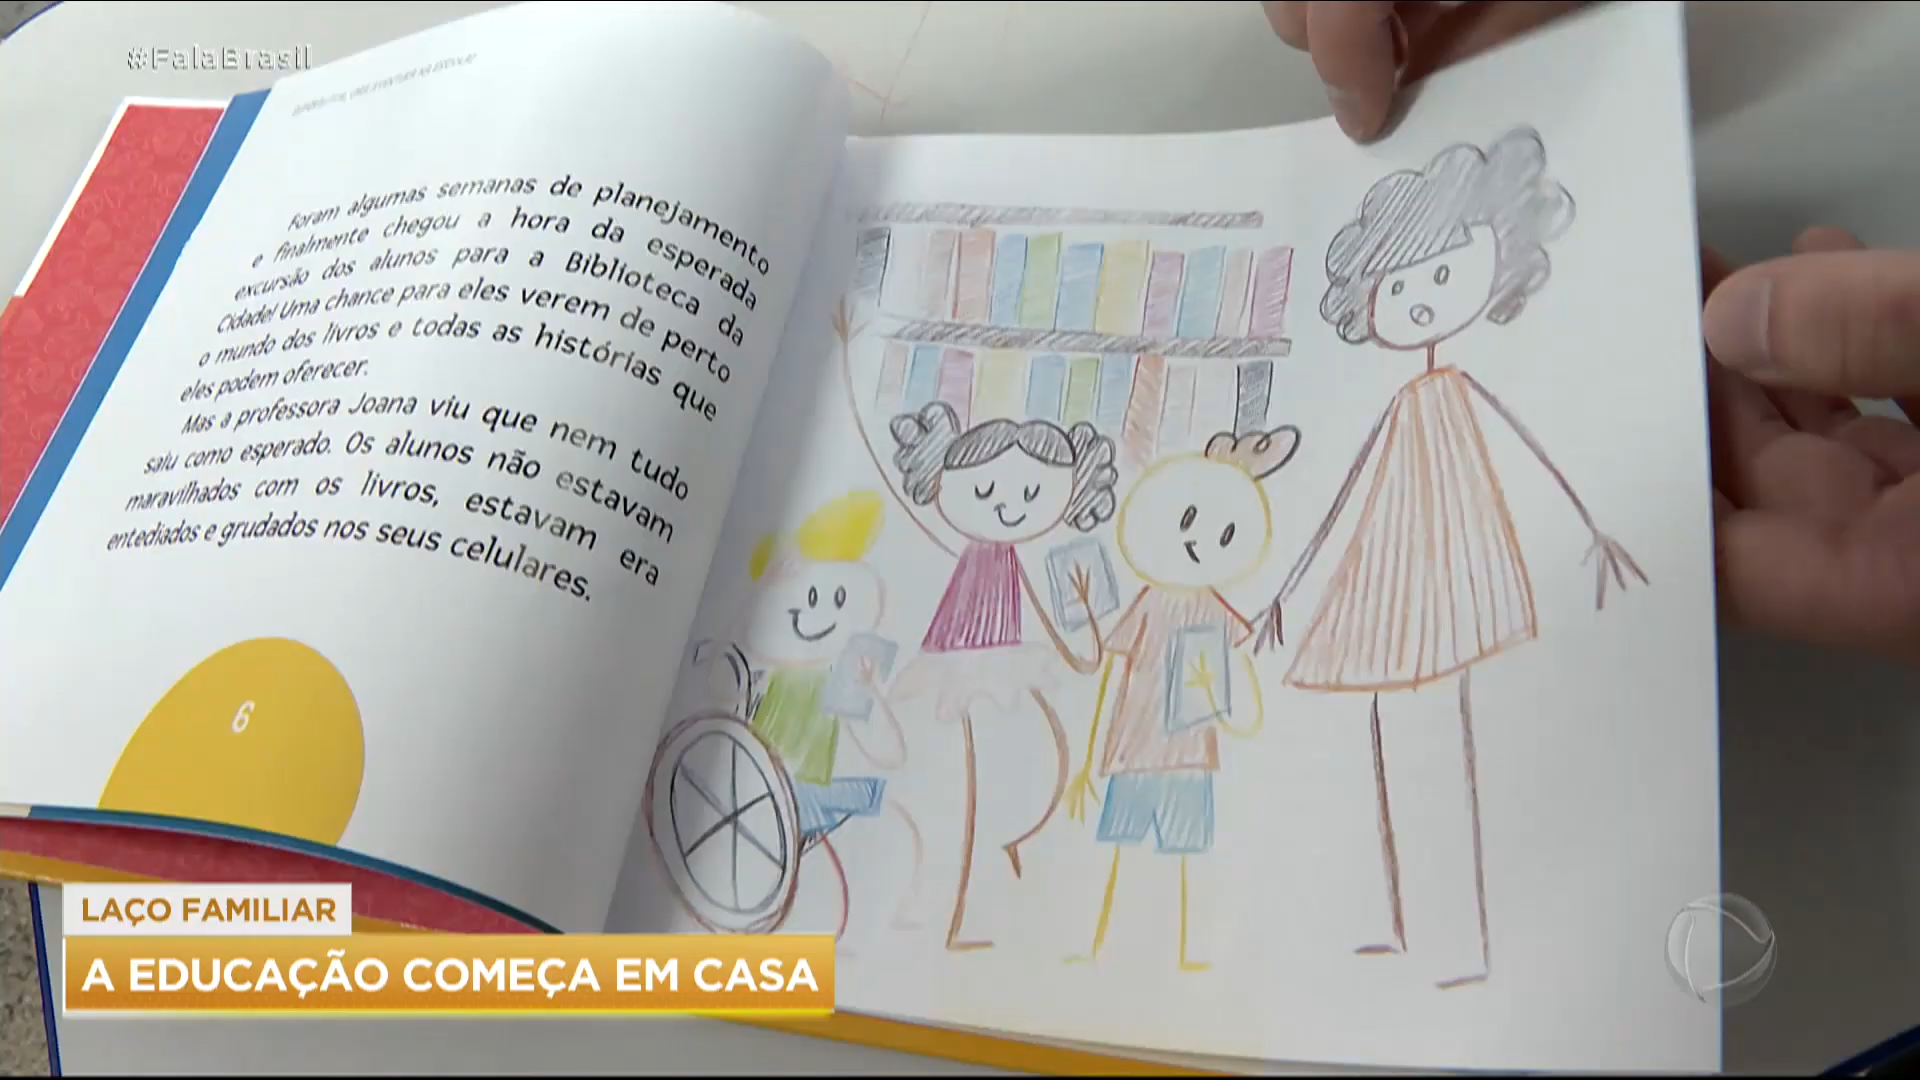 #FalaBrasil
Foram algumas semanas de planejamento
e finalmente chegou a hora da esperada
excursão dos alunos para a Biblioteca da
Cidade! Uma chance para eles verem de perto
o mundo dos livros e todas as histórias que
eles podem oferecer.
Mas a professora Joana viu que nem tudo
saiu como esperado. Os alunos não estavam
maravilhados com os livros, estavam era
entediados e grudados nos seus celulares.
6
LAÇO FAMILIAR
A EDUCAÇÃO COMEÇA EM CASA